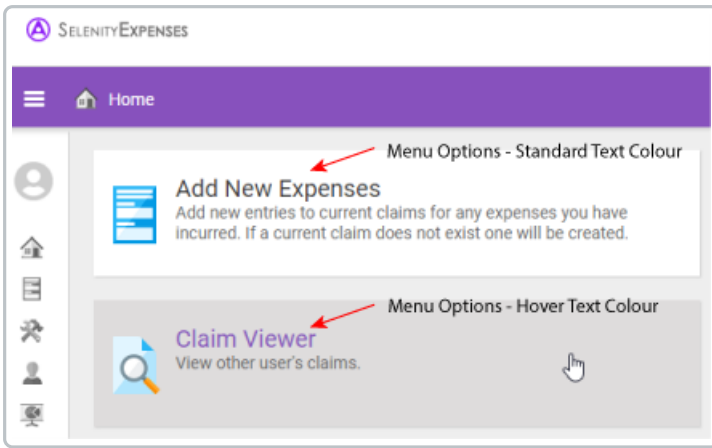 SELENITYEXPENSES
Home
Menu Options - Standard Text Colour
Add New Expenses
Add new entries to current claims for any expenses you have
incurred. If a current claim does not exist one will be created.
Menu Options - Hover Text Colour
Claim Viewer
View other user's claims.